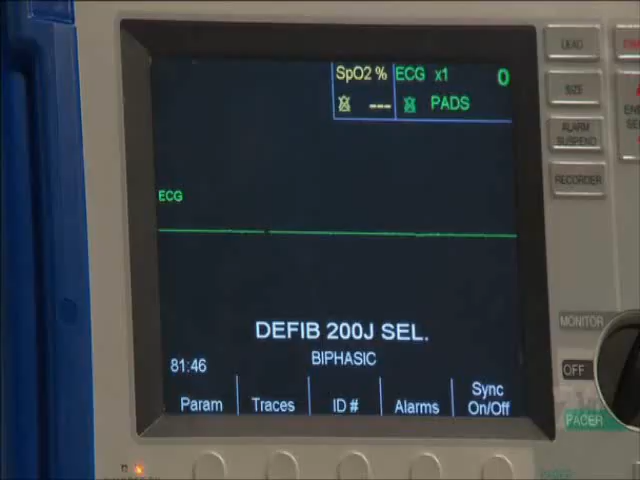 SpO2 % ECG x1 0
--- PADS
ECG
DEFIB 200J SEL.
BIPHASIC
81:46
Param Traces ID # Alarms Sync On/Off
LEAD
SIZE
ALARM SUSPEND
RECORDER
MONITOR
OFF
PACER